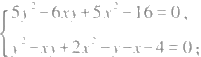 5y² − 6xy + 5x² − 16 = 0,
y² − xy + 2x² − y − x − 4 = 0;